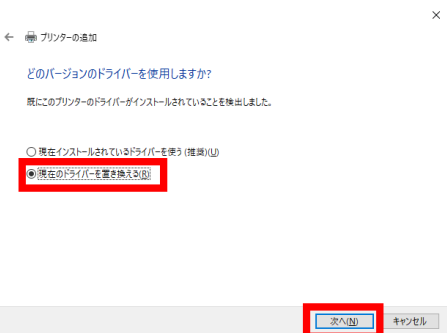 プリンターの追加
どのバージョンのドライバーを使用しますか?
既にこのプリンターのドライバーがインストールされていることを検出しました。
現在インストールされているドライバーを使う (推奨)(U)
現在のドライバーを置き換える(R)
次へ(N) キャンセル